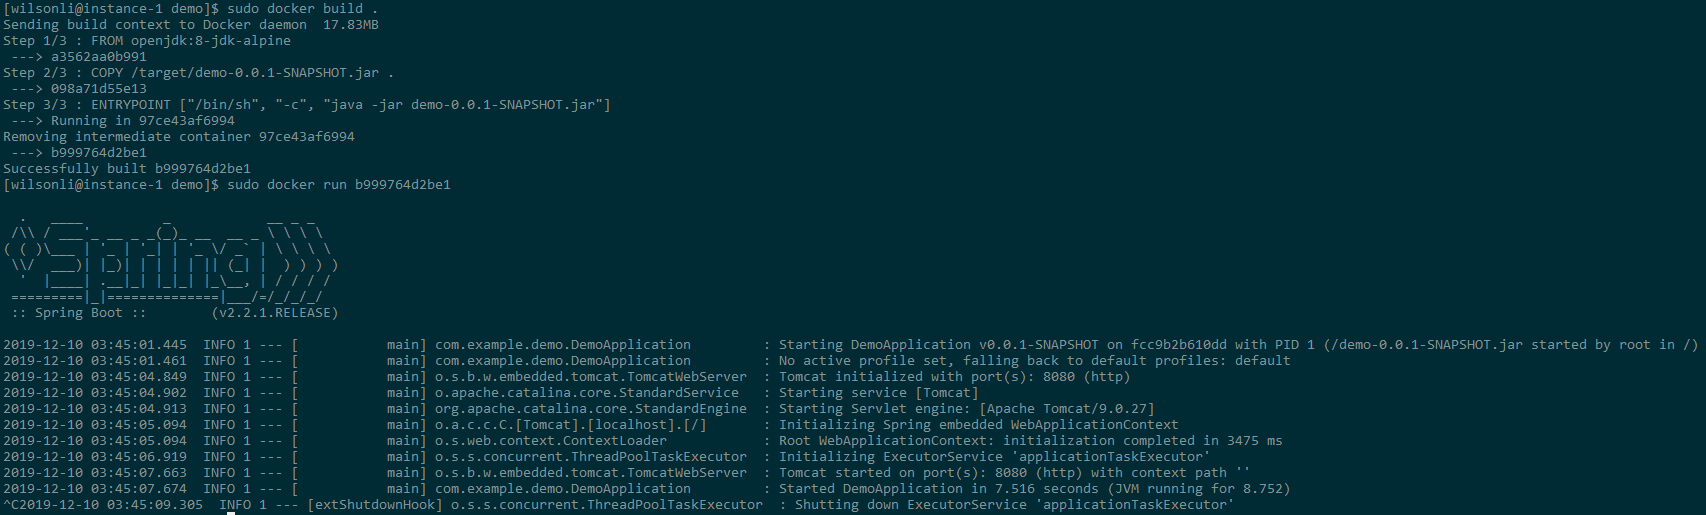 [wilsonli@instance-1 demo]$ sudo docker build .
Sending build context to Docker daemon  17.83MB
Step 1/3 : FROM openjdk:8-jdk-alpine
 ---> a3562aa0b991
Step 2/3 : COPY /target/demo-0.0.1-SNAPSHOT.jar .
 ---> 098a71d55e13
Step 3/3 : ENTRYPOINT ["/bin/sh", "-c", "java -jar demo-0.0.1-SNAPSHOT.jar"]
 ---> Running in 97ce43af6994
Removing intermediate container 97ce43af6994
 ---> b999764d2be1
Successfully built b999764d2be1
[wilsonli@instance-1 demo]$ sudo docker run b999764d2be1

  .   ____          _            __ _ _
 /\\ / ___'_ __ _ _(_)_ __  __ _ \ \ \ \
( ( )\___ | '_ | '_| | '_ \/ _` | \ \ \ \
 \\/  ___)| |_)| | | | | || (_| |  ) ) ) )
  '  |____| .__|_| |_|_| |_\__, | / / / /
 =========|_|==============|___/=/_/_/_/
 :: Spring Boot ::        (v2.2.1.RELEASE)

2019-12-10 03:45:01.445  INFO 1 --- [           main] com.example.demo.DemoApplication         : Starting DemoApplication v0.0.1-SNAPSHOT on fcc9b2b610dd with PID 1 (/demo-0.0.1-SNAPSHOT.jar started by root in /)
2019-12-10 03:45:01.461  INFO 1 --- [           main] com.example.demo.DemoApplication         : No active profile set, falling back to default profiles: default
2019-12-10 03:45:04.849  INFO 1 --- [           main] o.s.b.w.embedded.tomcat.TomcatWebServer  : Tomcat initialized with port(s): 8080 (http)
2019-12-10 03:45:04.902  INFO 1 --- [           main] o.apache.catalina.core.StandardService   : Starting service [Tomcat]
2019-12-10 03:45:04.913  INFO 1 --- [           main] org.apache.catalina.core.StandardEngine  : Starting Servlet engine: [Apache Tomcat/9.0.27]
2019-12-10 03:45:05.094  INFO 1 --- [           main] o.a.c.c.C.[Tomcat].[localhost].[/]       : Initializing Spring embedded WebApplicationContext
2019-12-10 03:45:05.094  INFO 1 --- [           main] o.s.web.context.ContextLoader            : Root WebApplicationContext: initialization completed in 3475 ms
2019-12-10 03:45:06.919  INFO 1 --- [           main] o.s.s.concurrent.ThreadPoolTaskExecutor  : Initializing ExecutorService 'applicationTaskExecutor'
2019-12-10 03:45:07.663  INFO 1 --- [           main] o.s.b.w.embedded.tomcat.TomcatWebServer  : Tomcat started on port(s): 8080 (http) with context path ''
2019-12-10 03:45:07.674  INFO 1 --- [           main] com.example.demo.DemoApplication         : Started DemoApplication in 7.516 seconds (JVM running for 8.752)
^C2019-12-10 03:45:09.305  INFO 1 --- [extShutdownHook] o.s.s.concurrent.ThreadPoolTaskExecutor  : Shutting down ExecutorService 'applicationTaskExecutor'